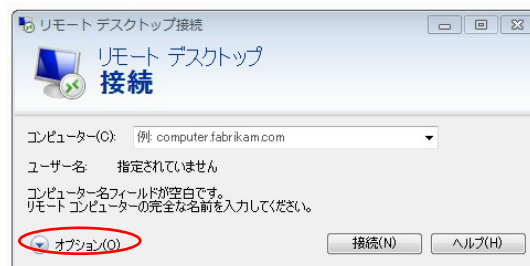 リモート デスクトップ接続
リモート デスクトップ
接続
コンピューター(C): 例: computer.fabrikam.com
ユーザー名: 指定されていません
コンピューター名フィールドが空白です。
リモート コンピューターの完全な名前を入力してください。
オプション(O) 接続(N) ヘルプ(H)